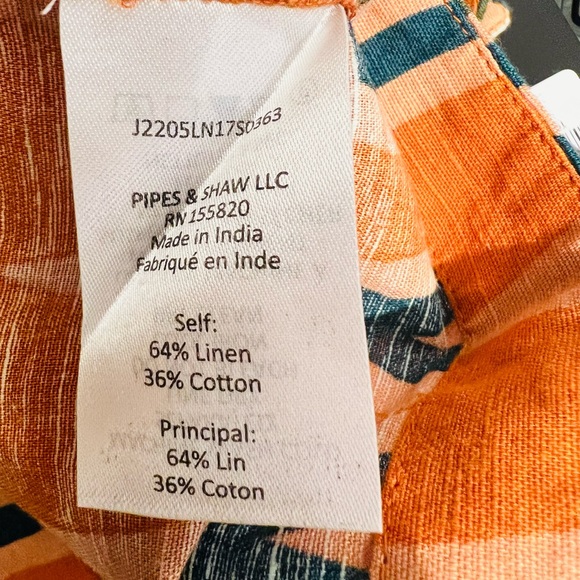 J2205LN17S0363
PIPES & SHAW LLC
RN 155820
Made in India
Fabriqué en Inde
Self:
64% Linen
36% Cotton
Principal:
64% Lin
36% Coton